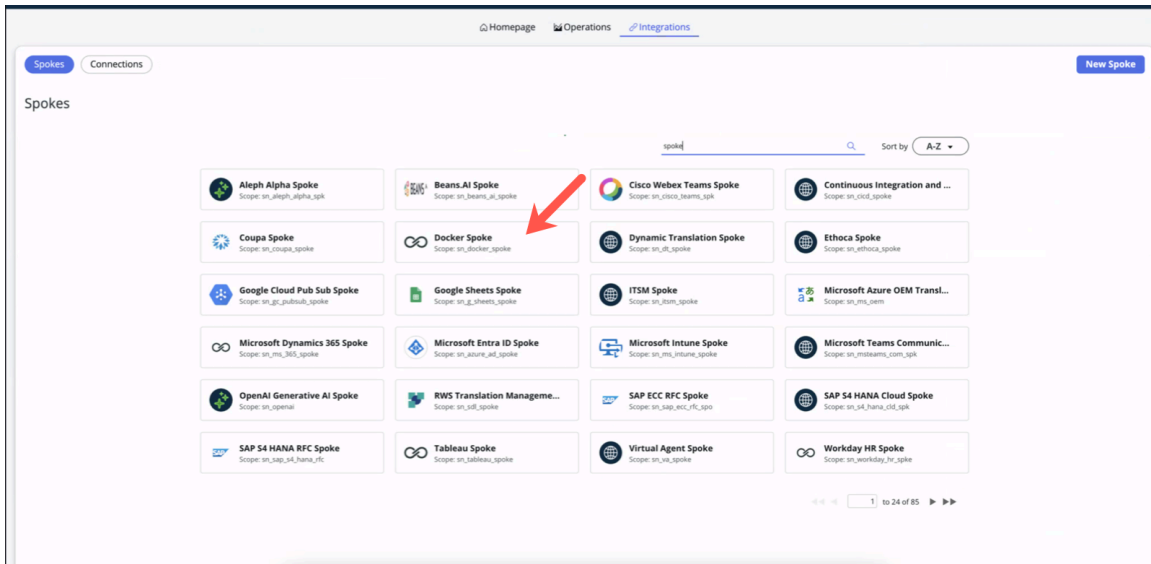 Homepage
Operations
Integrations
Spokes
Connections
New Spoke
Spokes
spoke
Sort by
A-Z
Aleph Alpha Spoke
Scope: sn_aleph_alpha_spk
Beans.AI Spoke
Scope: sn_beans_ai_spoke
Cisco Webex Teams Spoke
Scope: sn_cisco_teams_spk
Continuous Integration and ...
Scope: sn_cicd_spoke
Coupa Spoke
Scope: sn_coupa_spoke
Docker Spoke
Scope: sn_docker_spoke
Dynamic Translation Spoke
Scope: sn_dt_spoke
Ethoca Spoke
Scope: sn_ethoca_spoke
Google Cloud Pub Sub Spoke
Scope: sn_gc_pubsub_spoke
Google Sheets Spoke
Scope: sn_g_sheets_spoke
ITSM Spoke
Scope: sn_itsm_spoke
Microsoft Azure OEM Transl...
Scope: sn_ms_oem
Microsoft Dynamics 365 Spoke
Scope: sn_ms_365_spoke
Microsoft Entra ID Spoke
Scope: sn_azure_ad_spoke
Microsoft Intune Spoke
Scope: sn_ms_intune_spoke
Microsoft Teams Communic...
Scope: sn_msteams_com_spk
OpenAI Generative AI Spoke
Scope: sn_openai
RWS Translation Manageme...
Scope: sn_sdl_spoke
SAP ECC RFC Spoke
Scope: sn_sap_ecc_rfc_spo
SAP S4 HANA Cloud Spoke
Scope: sn_s4_hana_cld_spk
SAP S4 HANA RFC Spoke
Scope: sn_sap_s4_hana_rfc
Tableau Spoke
Scope: sn_tableau_spoke
Virtual Agent Spoke
Scope: sn_va_spoke
Workday HR Spoke
Scope: sn_workday_hr_spke
1 to 24 of 85